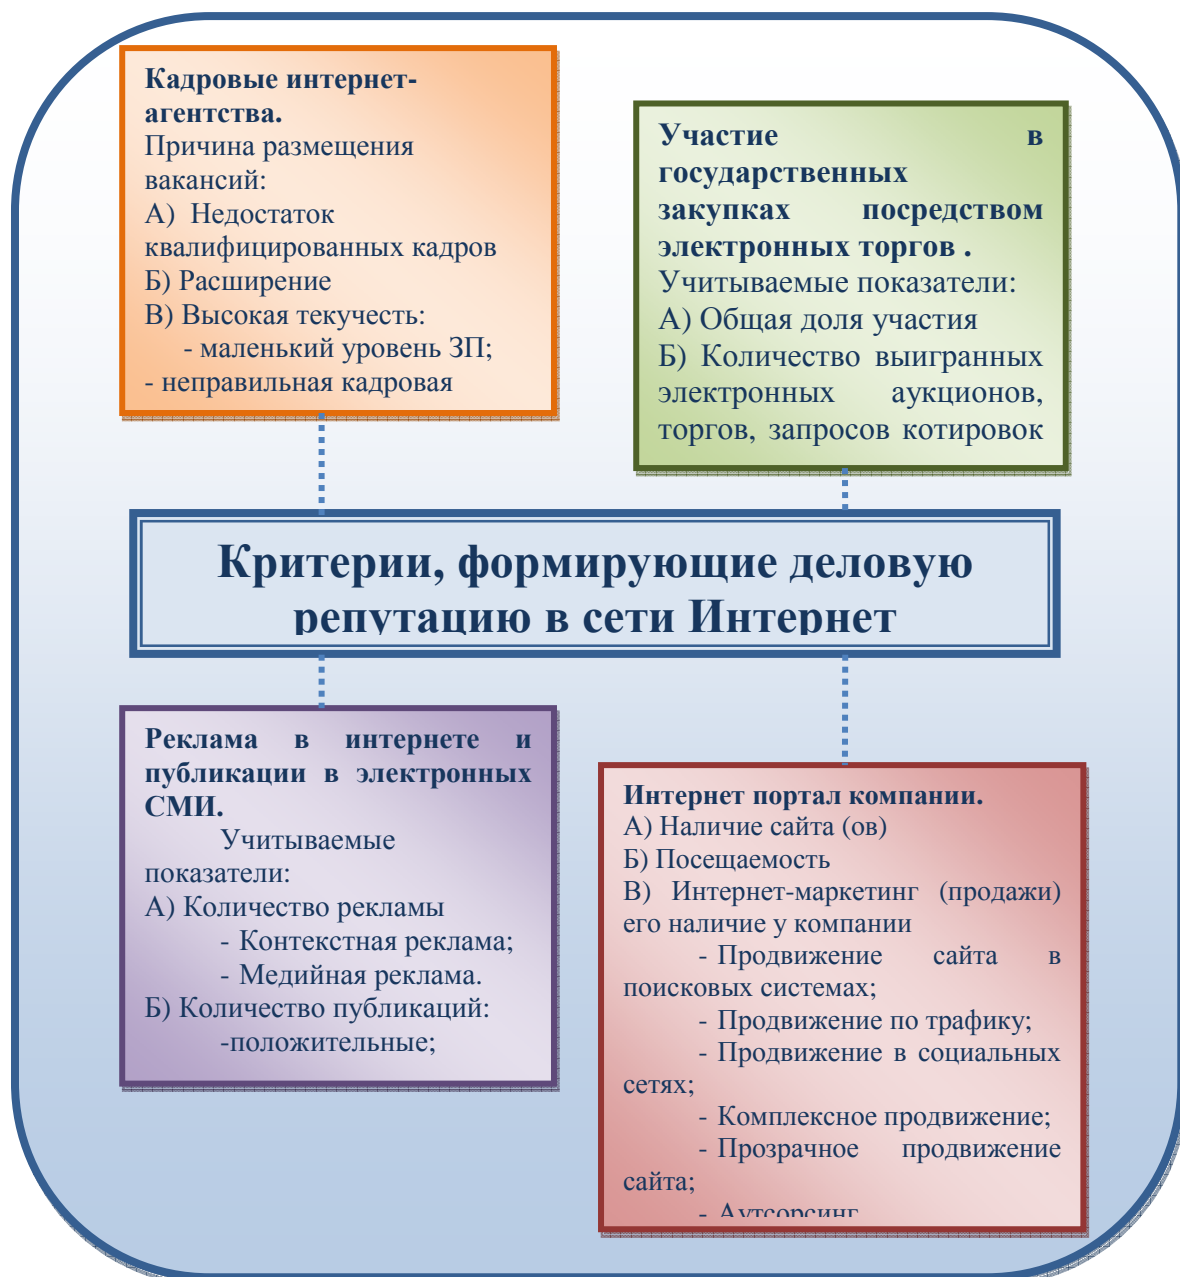 Кадровые интернет-
агентства.
Причина размещения
вакансий:
А) Недостаток
квалифицированных кадров
Б) Расширение
В) Высокая текучесть:
- маленький уровень ЗП;
- неправильная кадровая
Участие в
государственных
закупках посредством
электронных торгов .
Учитываемые показатели:
А) Общая доля участия
Б) Количество выигранных
электронных аукционов,
торгов, запросов котировок
Критерии, формирующие деловую
репутацию в сети Интернет
Реклама в интернете и
публикации в электронных
СМИ.
Учитываемые
показатели:
А) Количество рекламы
- Контекстная реклама;
- Медийная реклама.
Б) Количество публикаций:
-положительные;
Интернет портал компании.
А) Наличие сайта (ов)
Б) Посещаемость
В) Интернет-маркетинг (продажи)
его наличие у компании
- Продвижение сайта в
поисковых системах;
- Продвижение по трафику;
- Продвижение в социальных
сетях;
- Комплексное продвижение;
- Прозрачное продвижение
сайта;
- Аутсорсинг